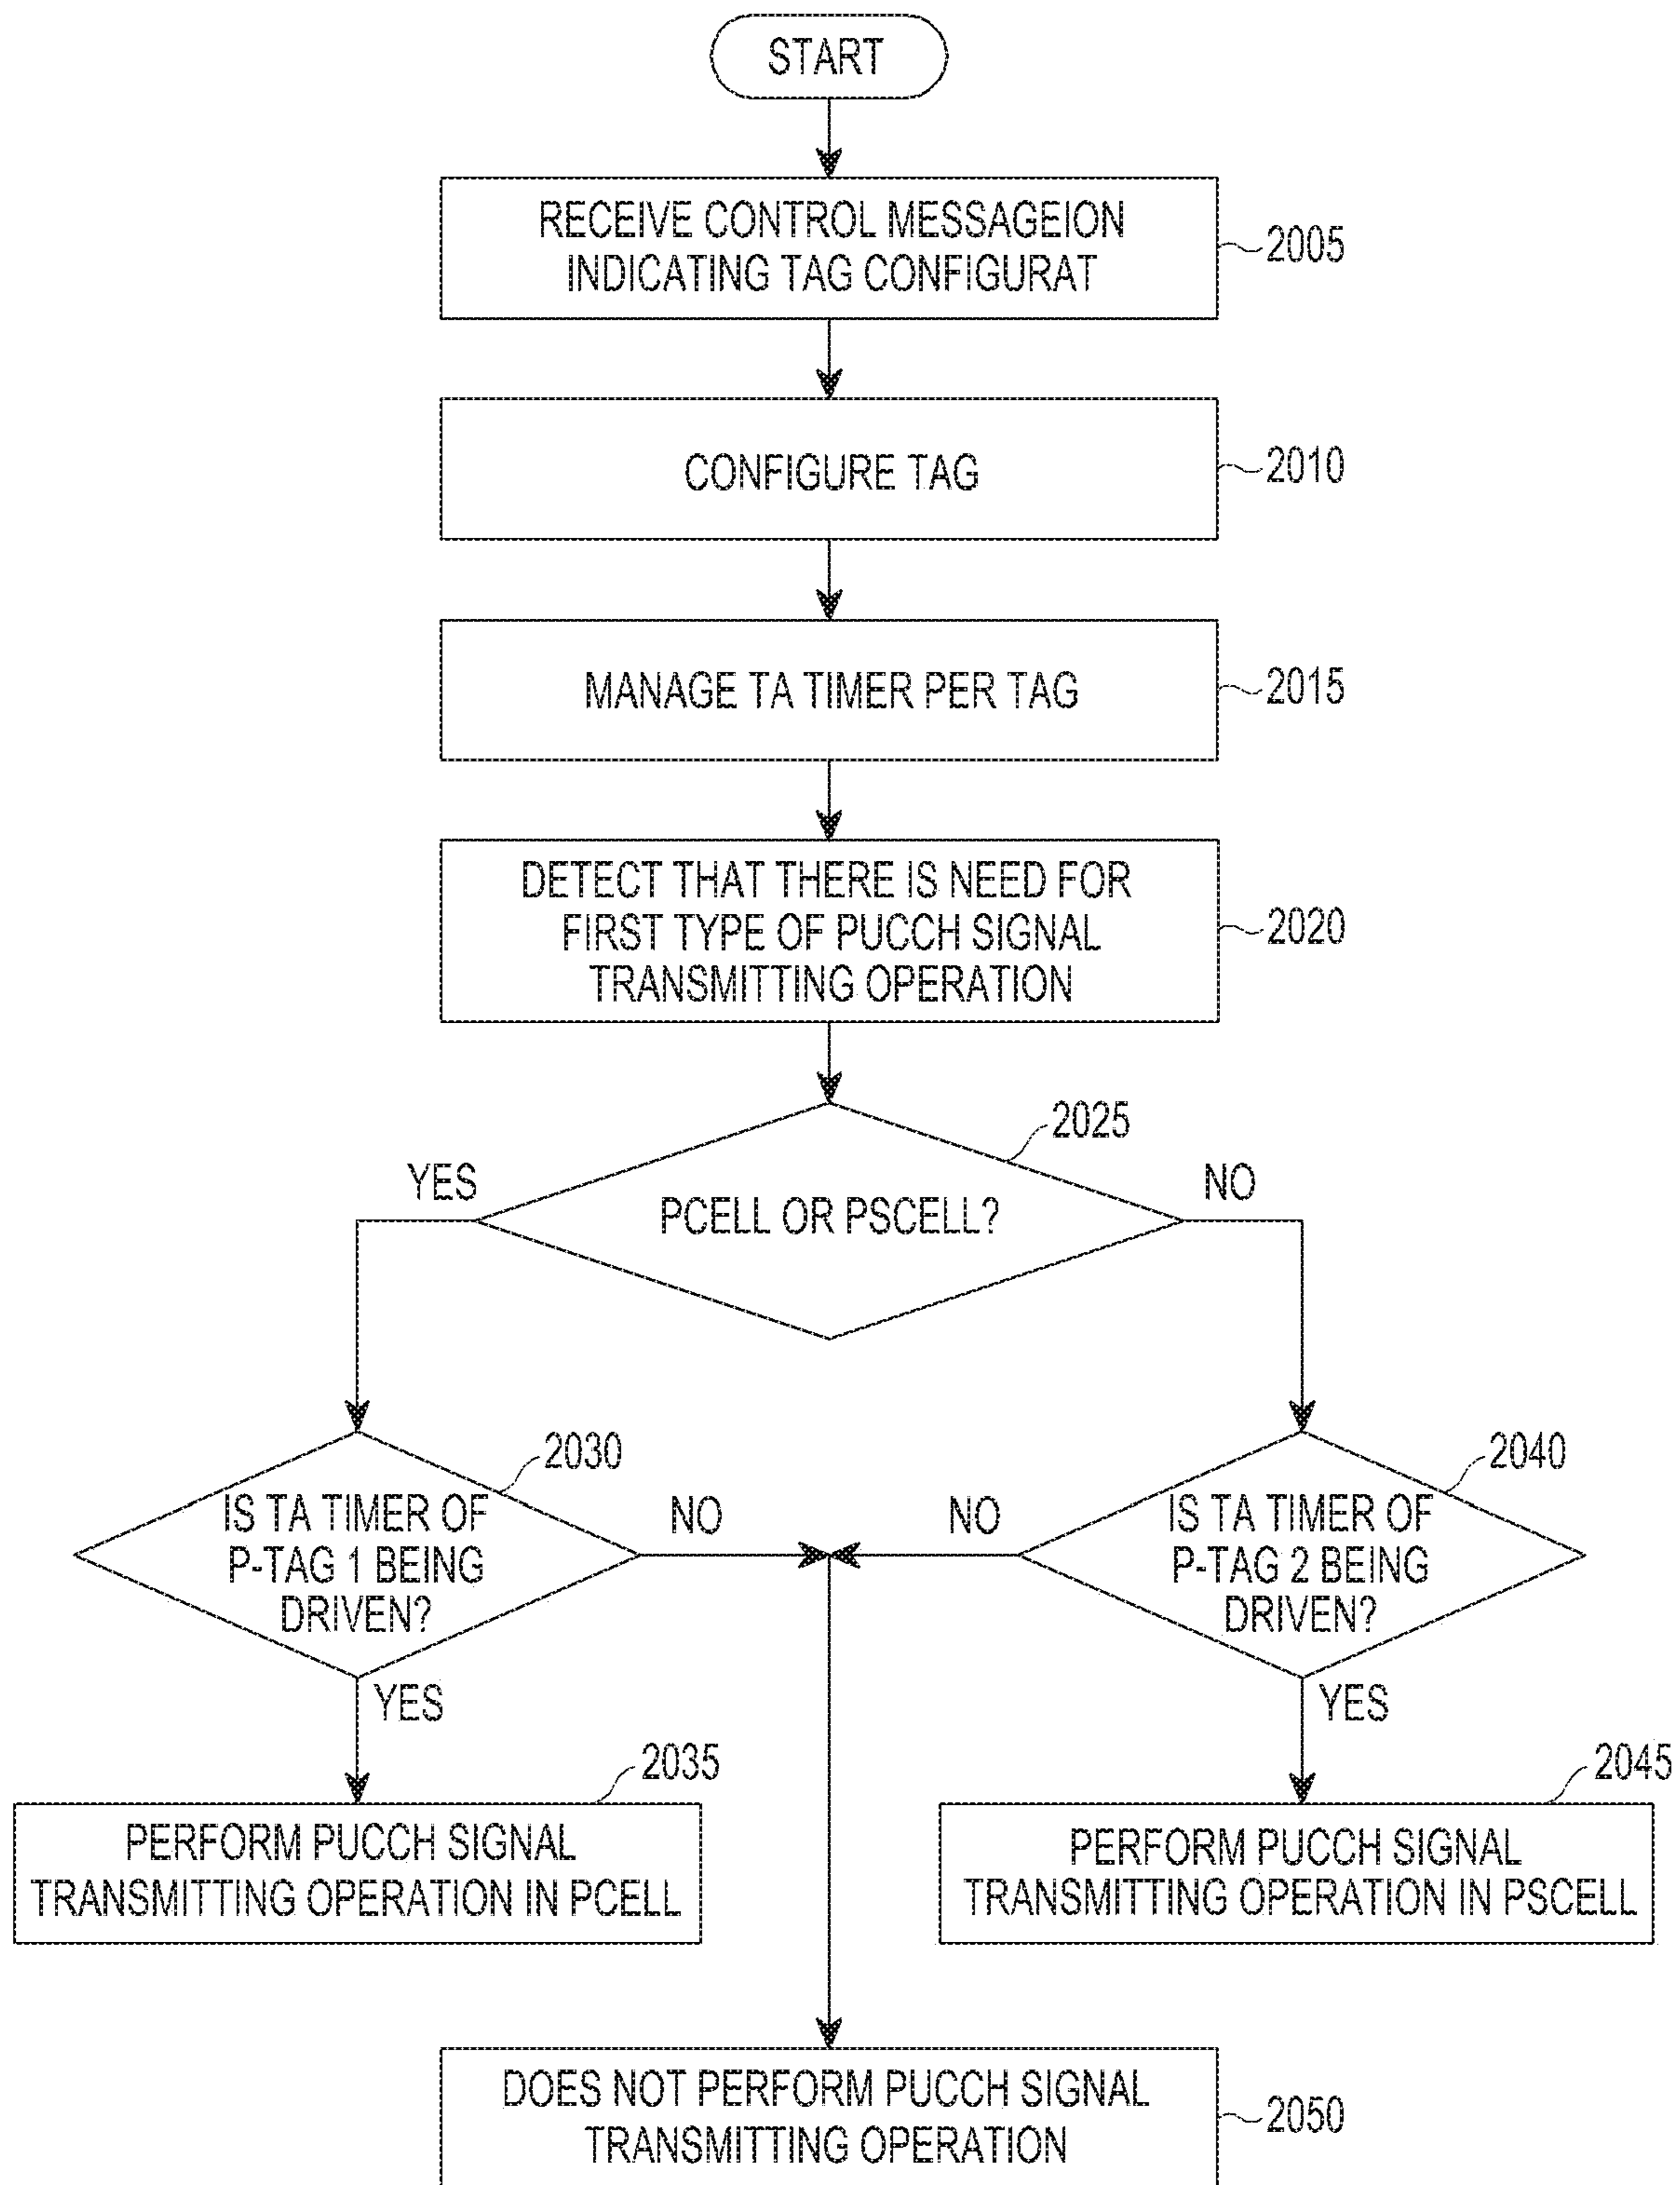 START
RECEIVE CONTROL MESSAGEION
INDICATING TAG CONFIGURAT
2005
CONFIGURE TAG
2010
MANAGE TA TIMER PER TAG
2015
DETECT THAT THERE IS NEED FOR
FIRST TYPE OF PUCCH SIGNAL
TRANSMITTING OPERATION
2020
2025
YES
PCELL OR PSCELL?
NO
2030
IS TA TIMER OF
P-TAG 1 BEING
DRIVEN?
NO
YES
2040
NO
IS TA TIMER OF
P-TAG 2 BEING
DRIVEN?
YES
2035
PERFORM PUCCH SIGNAL
TRANSMITTING OPERATION IN PCELL
2045
PERFORM PUCCH SIGNAL
TRANSMITTING OPERATION IN PSCELL
DOES NOT PERFORM PUCCH SIGNAL
TRANSMITTING OPERATION
2050